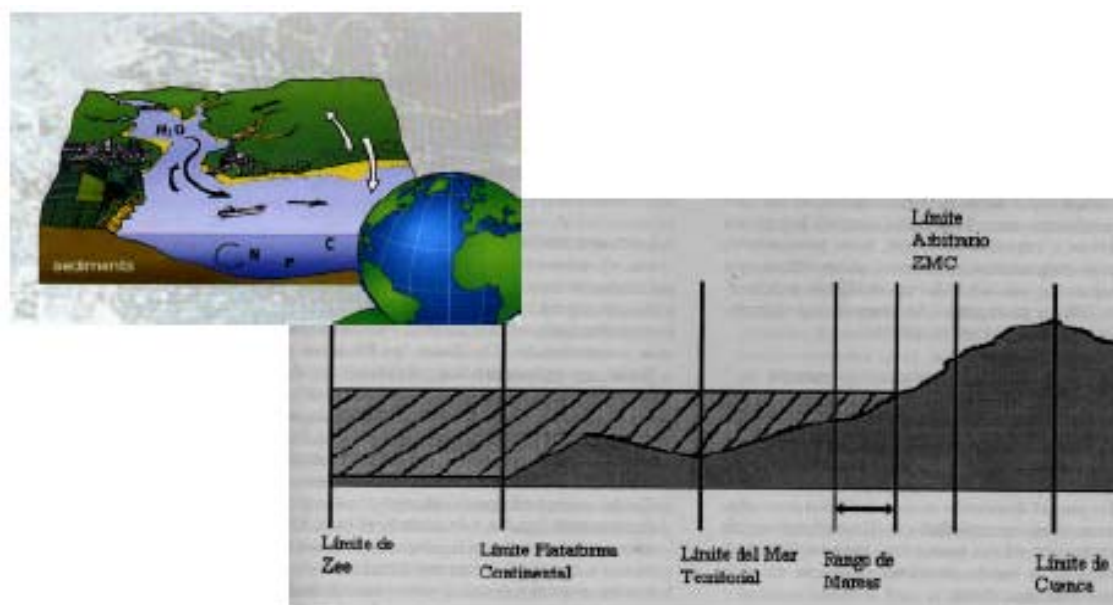 H₂O
N
P
C
sediments
Límite
Arbitrario
ZMC
Límite de
Zee
Límite Plataforma
Continental
Límite del Mar
Territorial
Rango de
Mareas
Límite de
Cuenca